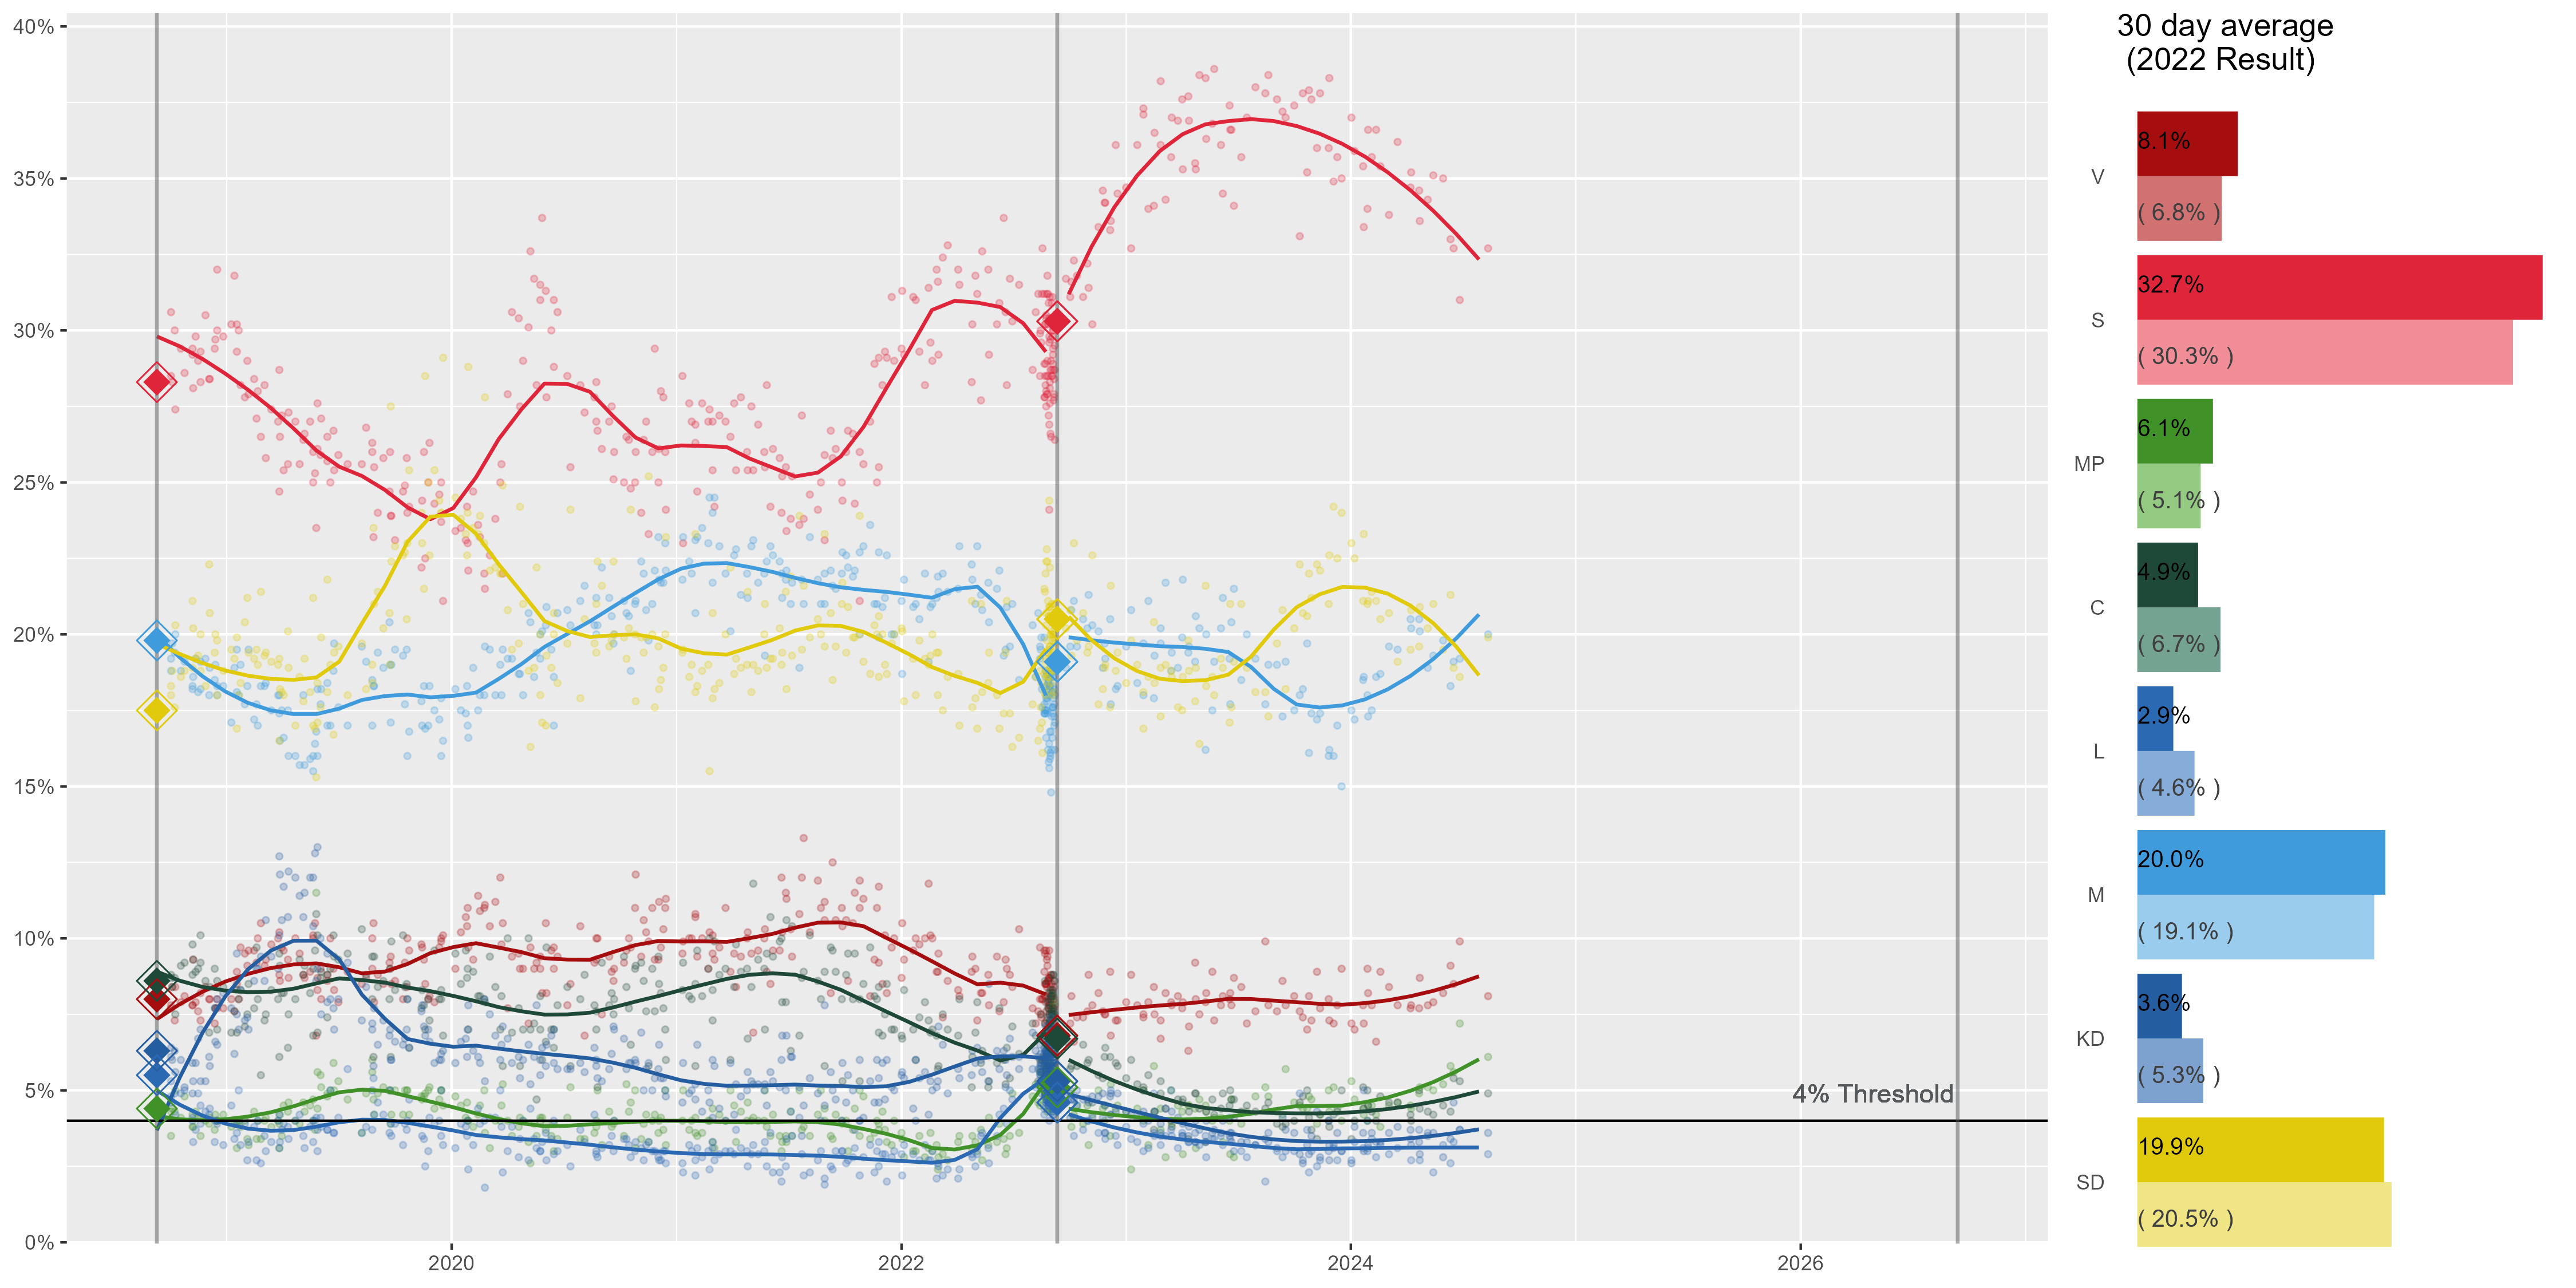 40%
35%
30%
25%
20%
15%
10%
5%
0%
2020
2022
2024
2026
4% Threshold
30 day average
(2022 Result)
V
8.1%
( 6.8% )
S
32.7%
( 30.3% )
MP
6.1%
( 5.1% )
C
4.9%
( 6.7% )
L
2.9%
( 4.6% )
M
20.0%
( 19.1% )
KD
3.6%
( 5.3% )
SD
19.9%
( 20.5% )